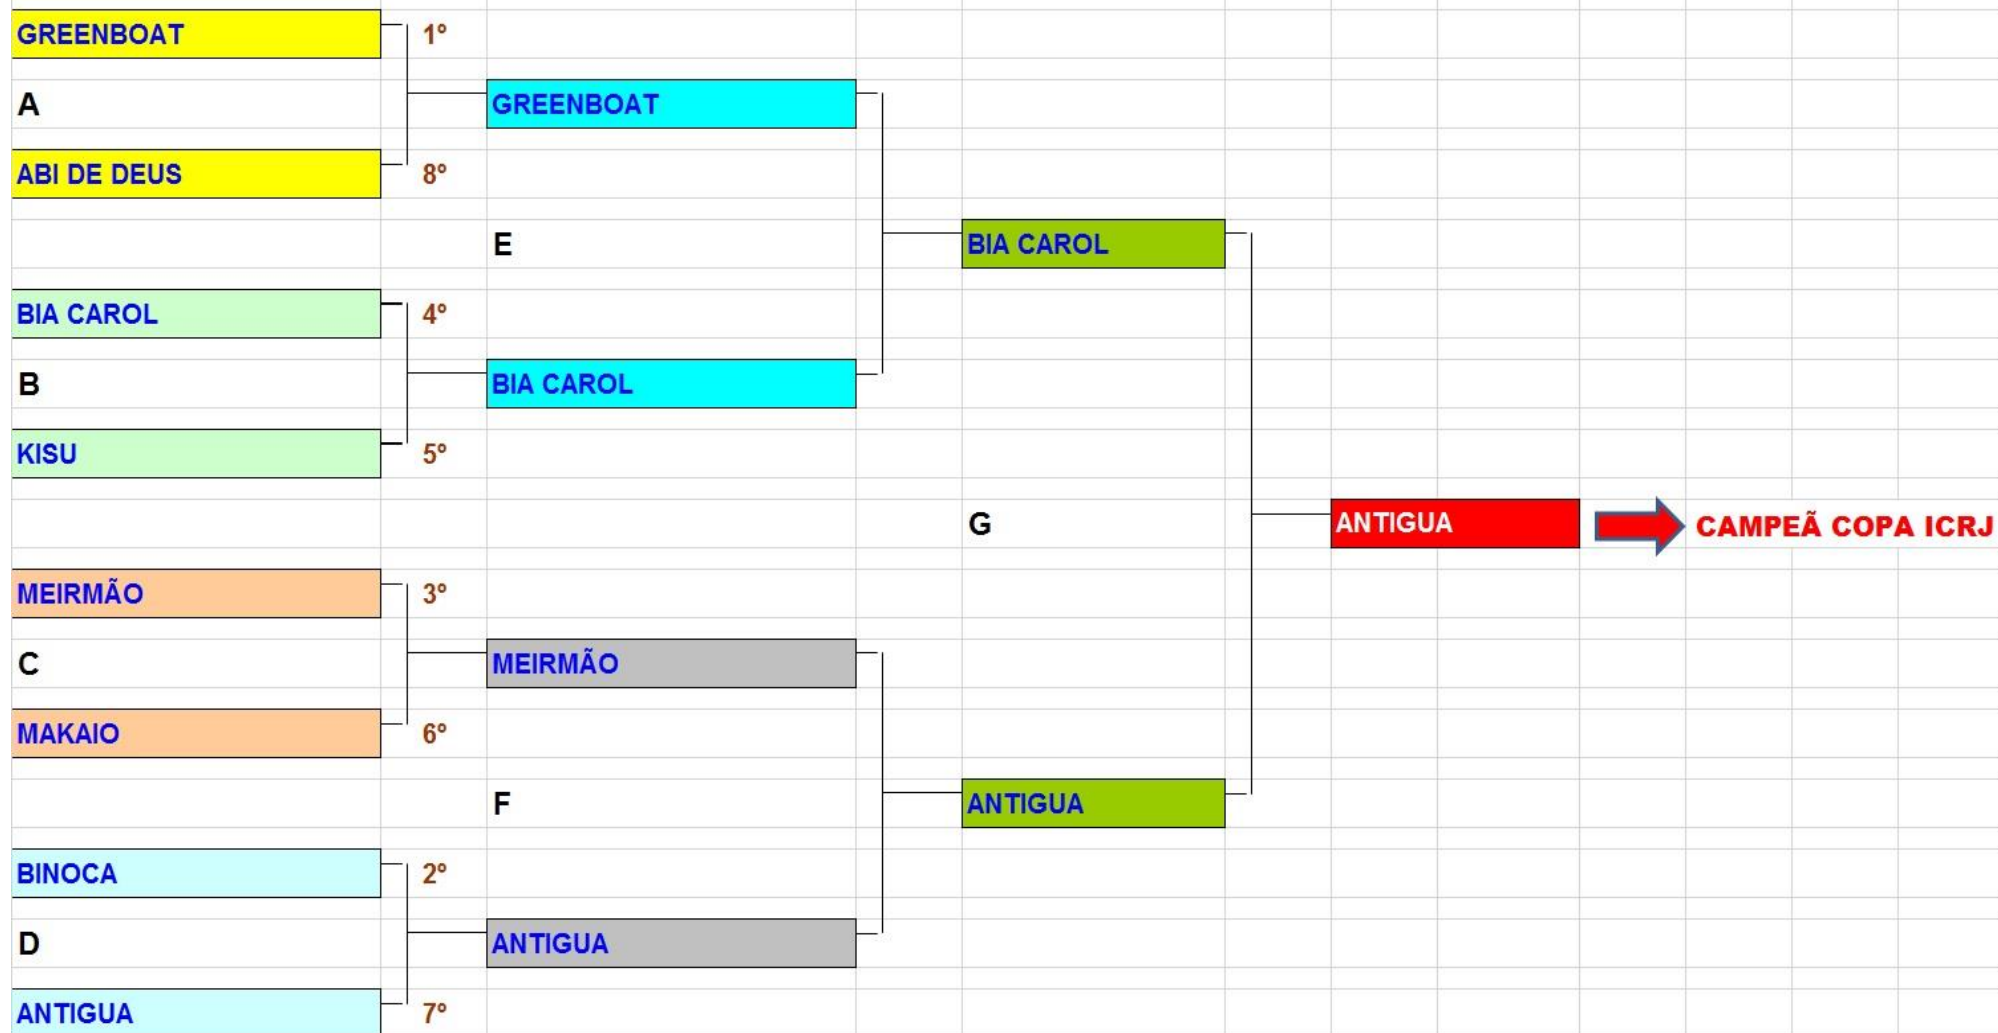 GREENBOAT 1º
A GREENBOAT
ABI DE DEUS 8º
E BIA CAROL
BIA CAROL 4º
B BIA CAROL
KISU 5º
G ANTIGUA CAMPEÃ COPA ICRJ
MEIRMÃO 3º
C MEIRMÃO
MAKAIO 6º
F ANTIGUA
BINOCA 2º
D ANTIGUA
ANTIGUA 7º